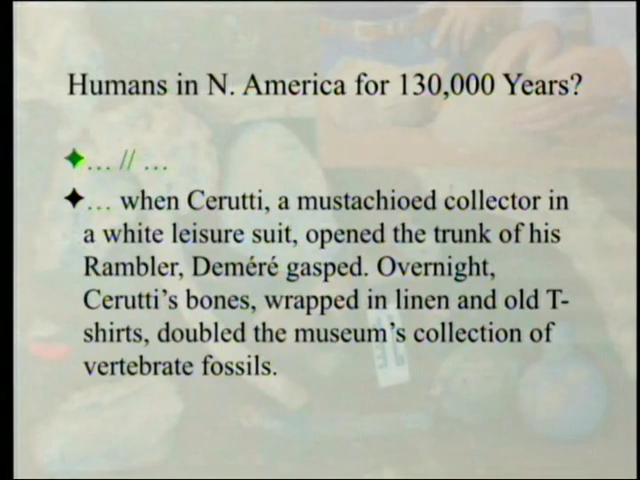 Humans in N. America for 130,000 Years?
… // …
… when Cerutti, a mustachioed collector in
a white leisure suit, opened the trunk of his
Rambler, Deméré gasped. Overnight,
Cerutti’s bones, wrapped in linen and old T-
shirts, doubled the museum’s collection of
vertebrate fossils.